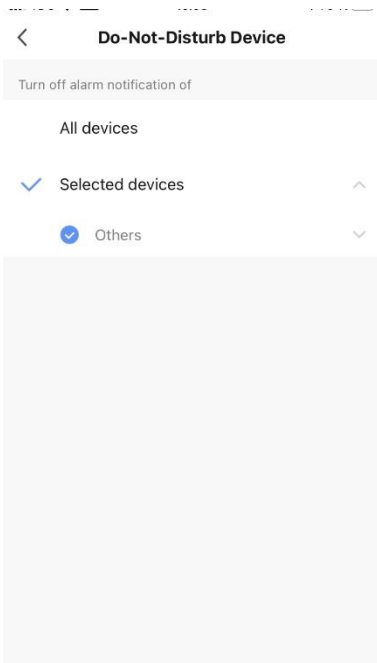 Do-Not-Disturb Device
Turn off alarm notification of
All devices
Selected devices
Others